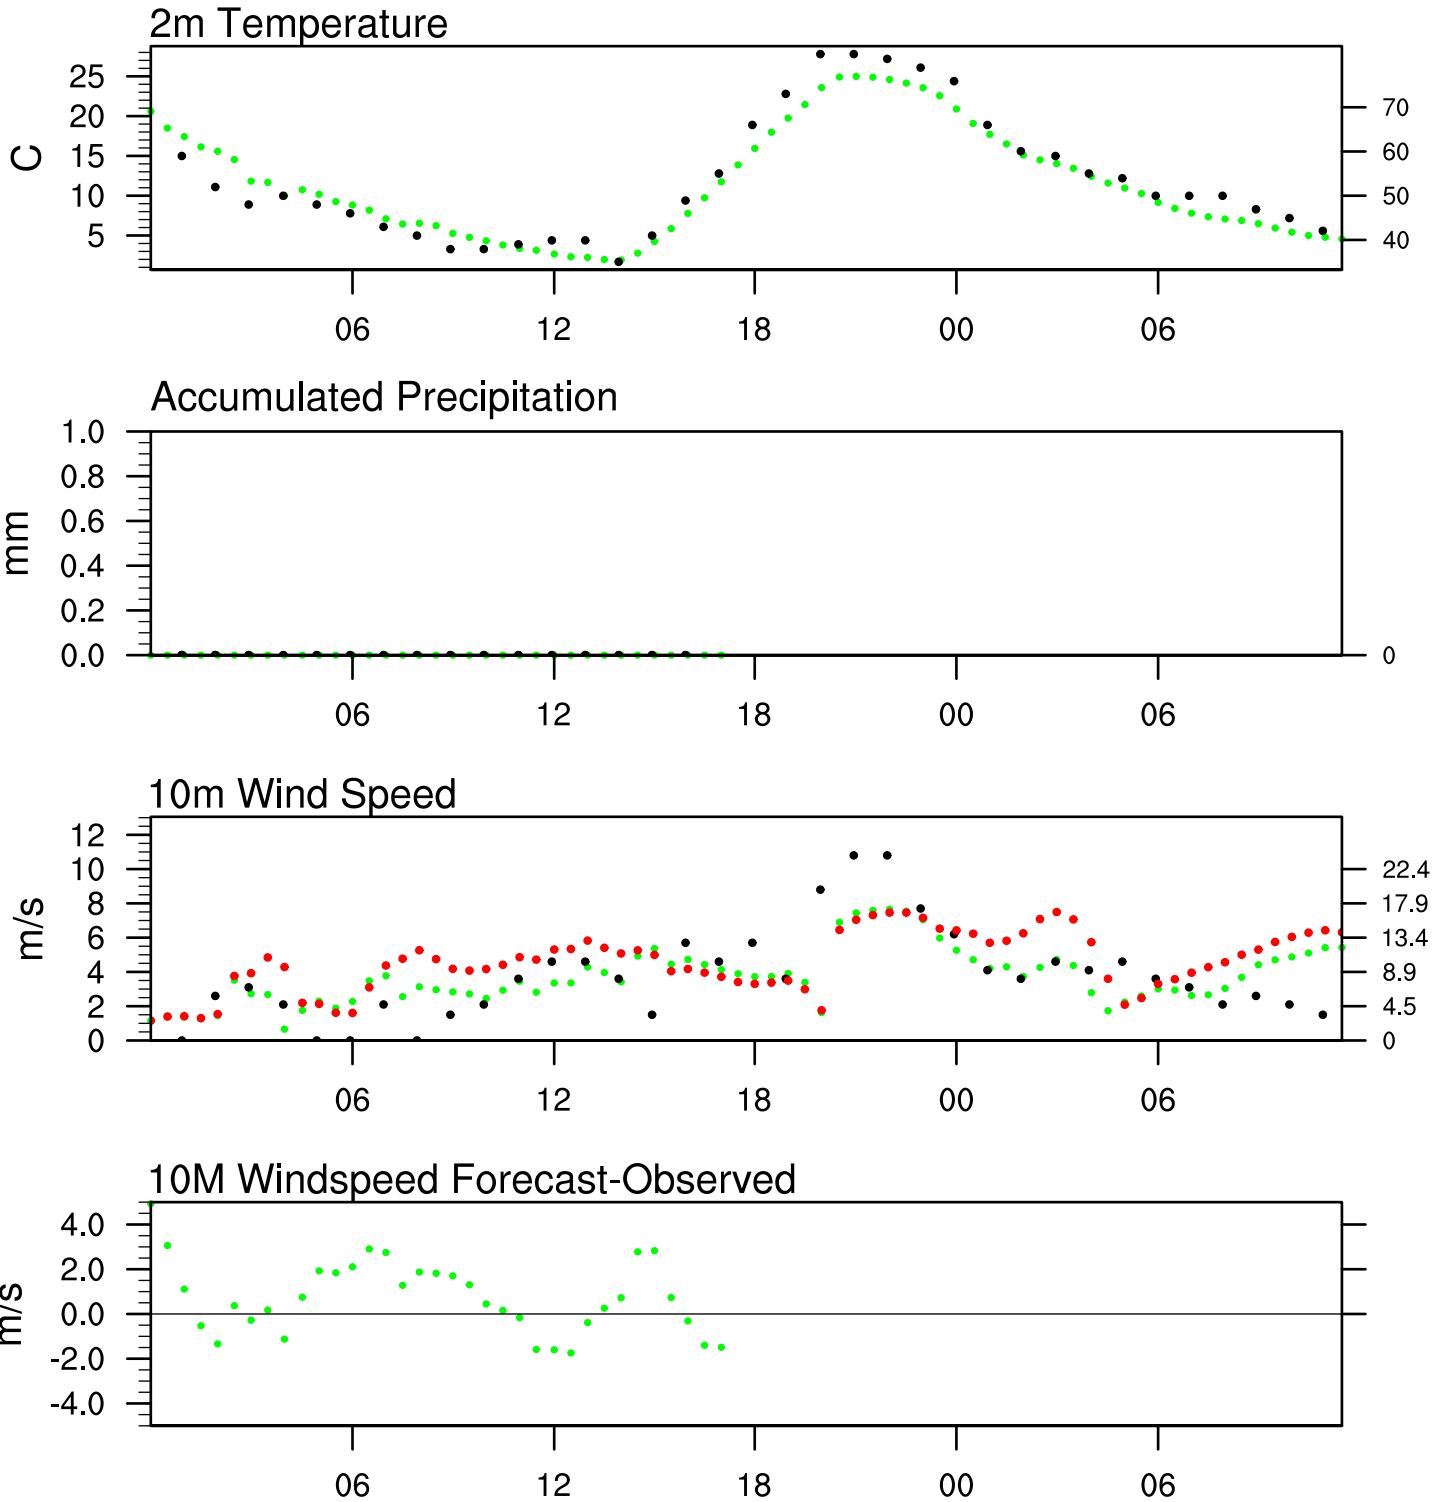 2m Temperature
25
20
15
10
5
C
70
60
50
40
06 12 18 00 06
Accumulated Precipitation
1.0
0.8
0.6
0.4
0.2
0.0
mm
0
06 12 18 00 06
10m Wind Speed
12
10
8
6
4
2
0
m/s
22.4
17.9
13.4
8.9
4.5
0
06 12 18 00 06
10M Windspeed Forecast-Observed
4.0
2.0
0.0
-2.0
-4.0
m/s
06 12 18 00 06